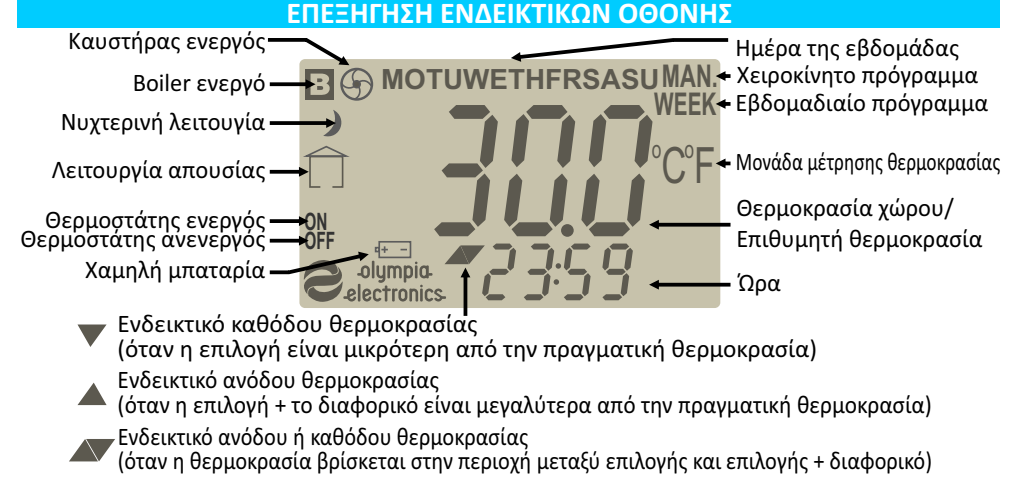 ΕΠΕΞΗΓΗΣΗ ΕΝΔΕΙΚΤΙΚΩΝ ΟΘΟΝΗΣ
Καυστήρας ενεργός
Boiler ενεργό
Νυχτερινή λειτουγία
Λειτουργία απουσίας
Θερμοστάτης ενεργός
Θερμοστάτης ανενεργός
Χαμηλή μπαταρία
B
MOTUWETHFRSASU MAN.
WEEK
30.0
°C°F
ON
OFF
+ -
olympia
electronics
23:59
Ημέρα της εβδομάδας
Χειροκίνητο πρόγραμμα
Εβδομαδιαίο πρόγραμμα
Μονάδα μέτρησης θερμοκρασίας
Θερμοκρασία χώρου/
Επιθυμητή θερμοκρασία
Ώρα
Ενδεικτικό καθόδου θερμοκρασίας
(όταν η επιλογή είναι μικρότερη από την πραγματική θερμοκρασία)
Ενδεικτικό ανόδου θερμοκρασίας
(όταν η επιλογή + το διαφορικό είναι μεγαλύτερα από την πραγματική θερμοκρασία)
Ενδεικτικό ανόδου ή καθόδου θερμοκρασίας
(όταν η θερμοκρασία βρίσκεται στην περιοχή μεταξύ επιλογής και επιλογής + διαφορικό)